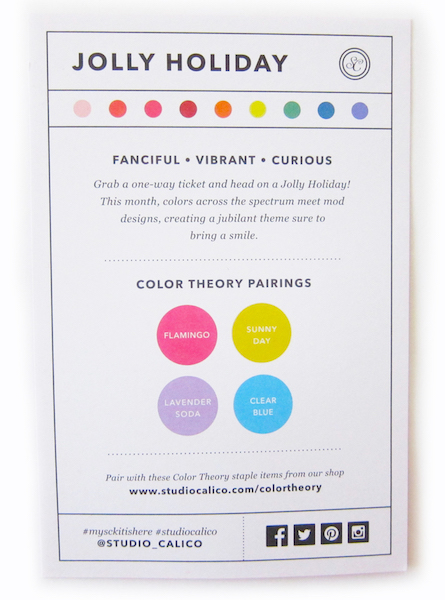 JOLLY HOLIDAY
SC
FANCIFUL • VIBRANT • CURIOUS
Grab a one-way ticket and head on a Jolly Holiday!
This month, colors across the spectrum meet mod
designs, creating a jubilant theme sure to
bring a smile.
COLOR THEORY PAIRINGS
FLAMINGO
SUNNY
DAY
LAVENDER
SODA
CLEAR
BLUE
Pair with these Color Theory staple items from our shop
www.studiocalico.com/colortheory
#mysckitishere #studiocalico
@STUDIO_CALICO